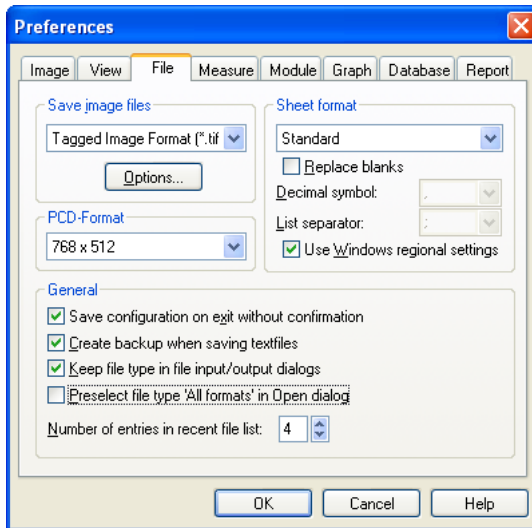 Preferences
Image View File Measure Module Graph Database Report
Save image files
Tagged Image Format (*.tif
Options...
PCD-Format
768 x 512
Sheet format
Standard
Replace blanks
Decimal symbol: ,
List separator: ;
Use Windows regional settings
General
Save configuration on exit without confirmation
Create backup when saving textfiles
Keep file type in file input/output dialogs
Preselect file type 'All formats' in Open dialog
Number of entries in recent file list: 4
OK Cancel Help